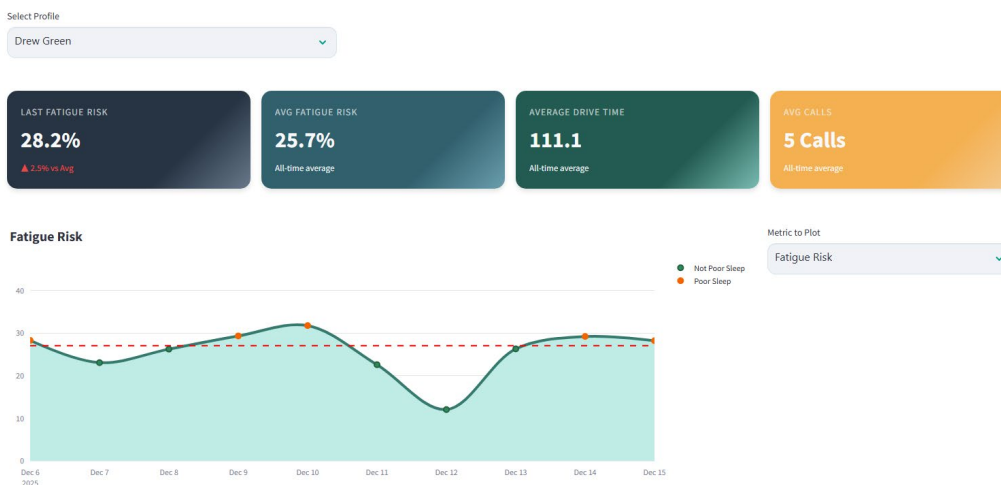 Select Profile
Drew Green
LAST FATIGUE RISK
28.2%
▲ 2.5% vs Avg
AVG FATIGUE RISK
25.7%
All-time average
AVERAGE DRIVE TIME
111.1
All-time average
AVG CALLS
5 Calls
All-time average
Fatigue Risk
Metric to Plot
Fatigue Risk
Not Poor Sleep
Poor Sleep
40
30
20
10
0
Dec 6 Dec 7 Dec 8 Dec 9 Dec 10 Dec 11 Dec 12 Dec 13 Dec 14 Dec 15
2025